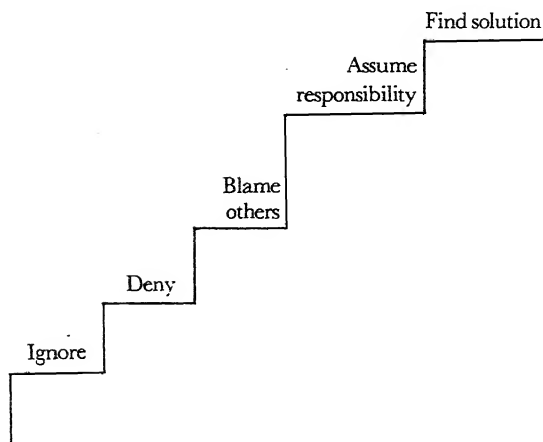 Find solution
Assume
responsibility
Blame
others
Deny
Ignore